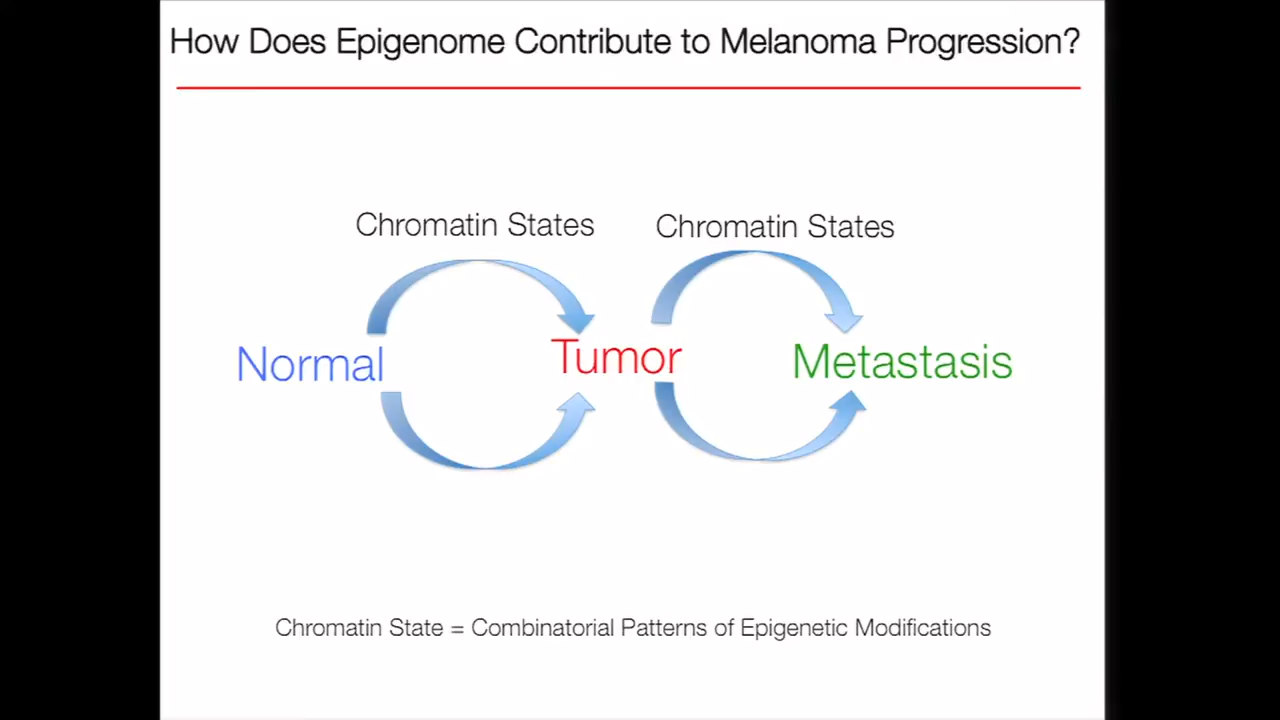 How Does Epigenome Contribute to Melanoma Progression?
Chromatin States
Chromatin States
Normal
Tumor
Metastasis
Chromatin State = Combinatorial Patterns of Epigenetic Modifications